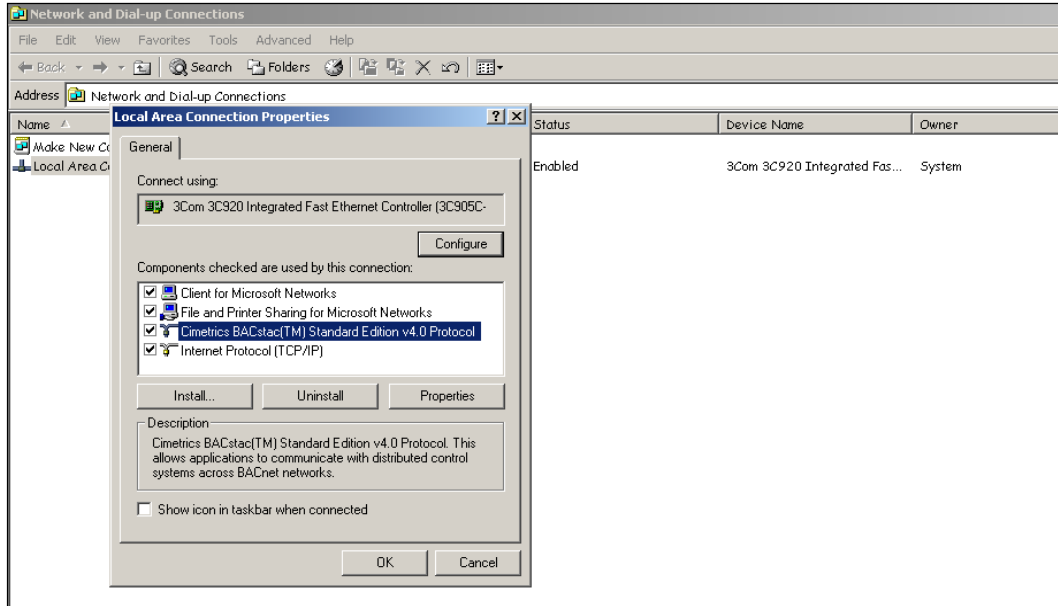 Network and Dial-up Connections
File Edit View Favorites Tools Advanced Help
Back Search Folders
Address Network and Dial-up Connections
Name Status Device Name Owner
Make New Co
Local Area Co Enabled 3Com 3C920 Integrated Fas... System
Local Area Connection Properties
General
Connect using:
3Com 3C920 Integrated Fast Ethernet Controller (3C905C-
Configure
Components checked are used by this connection:
Client for Microsoft Networks
File and Printer Sharing for Microsoft Networks
Cimetrics BACstac(TM) Standard Edition v4.0 Protocol
Internet Protocol (TCP/IP)
Install... Uninstall Properties
Description
Cimetrics BACstac(TM) Standard Edition v4.0 Protocol. This
allows applications to communicate with distributed control
systems across BACnet networks.
Show icon in taskbar when connected
OK Cancel